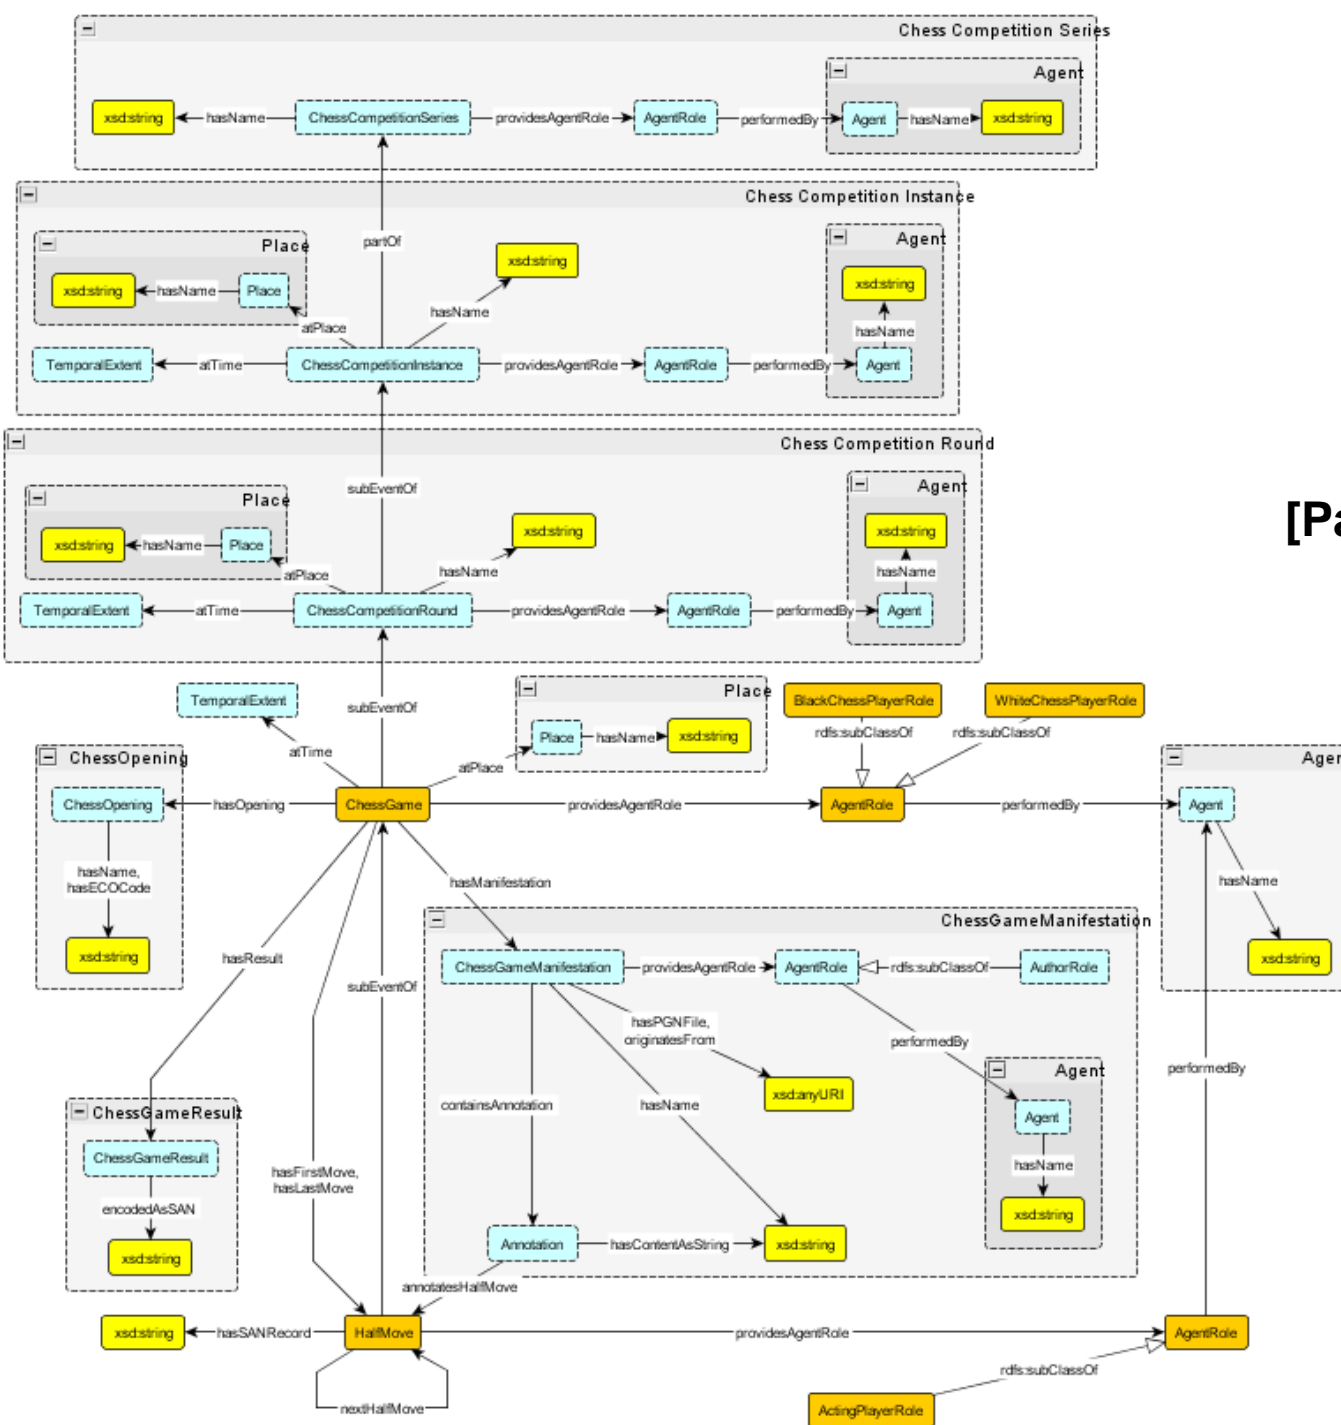 Chess Competition Series
Agent
xsd:string
hasName
ChessCompetitionSeries
providesAgentRole
AgentRole
performedBy
Agent
hasName
xsd:string
Chess Competition Instance
partOf
Place
xsd:string
hasName
Place
atPlace
xsd:string
hasName
Agent
xsd:string
hasName
TemporalExtent
atTime
ChessCompetitionInstance
providesAgentRole
AgentRole
performedBy
Agent
Chess Competition Round
subEventOf
Place
xsd:string
hasName
Place
atPlace
xsd:string
hasName
Agent
xsd:string
hasName
[Pa
TemporalExtent
atTime
ChessCompetitionRound
providesAgentRole
AgentRole
performedBy
Agent
TemporalExtent
atTime
subEventOf
Place
Place
hasName
xsd:string
atPlace
BlackChessPlayerRole
WhiteChessPlayerRole
rdfs:subClassOf
rdfs:subClassOf
ChessOpening
ChessOpening
hasOpening
ChessGame
providesAgentRole
AgentRole
performedBy
Agen
Agent
hasName,
hasECOCode
xsd:string
hasName
xsd:string
hasManifestation
hasResult
subEventOf
ChessGameManifestation
ChessGameManifestation
providesAgentRole
AgentRole
rdfs:subClassOf
AuthorRole
hasPGNFile,
originatesFrom
performedBy
xsd:anyURI
containsAnnotation
hasName
Agent
Agent
hasName
xsd:string
performedBy
ChessGameResult
ChessGameResult
encodedAsSAN
xsd:string
hasFirstMove,
hasLastMove
Annotation
hasContentAsString
xsd:string
annotatesHalfMove
xsd:string
hasSANRecord
HalfMove
providesAgentRole
AgentRole
nextHalfMove
rdfs:subClassOf
ActingPlayerRole